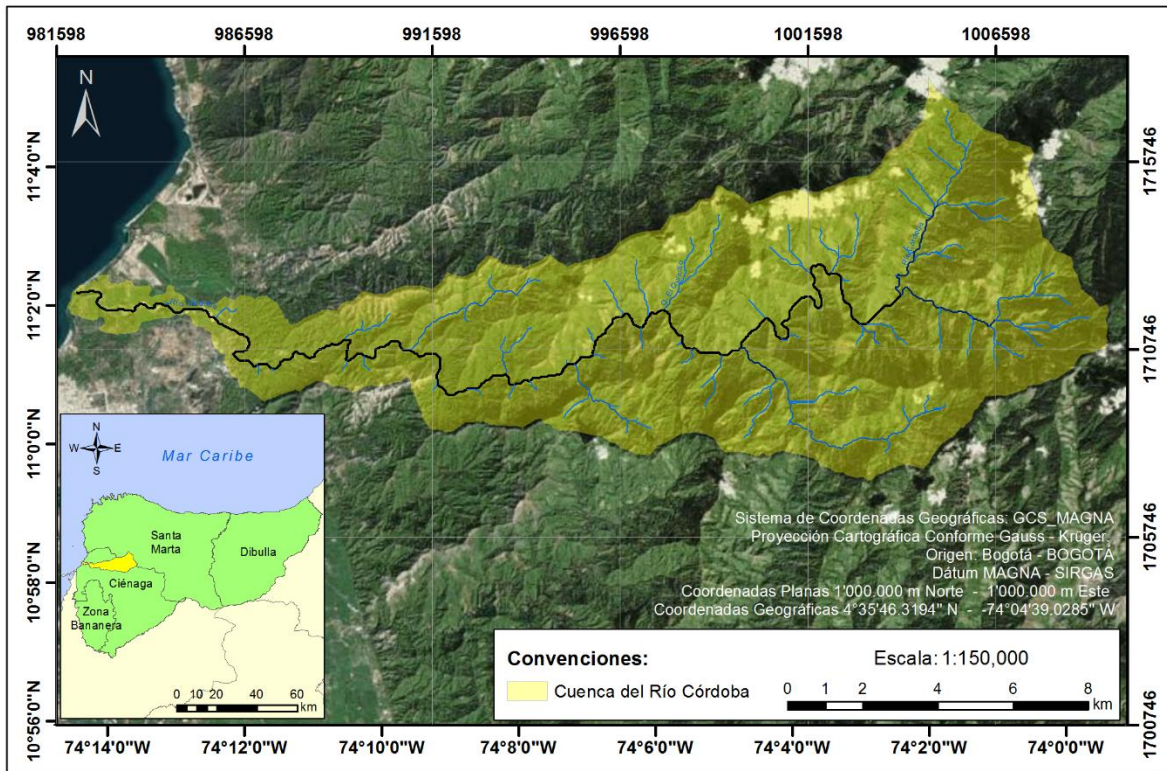 981598 986598 991598 996598 1001598 1006598
N
11°4'0"N
11°2'0"N
11°0'0"N
10°58'0"N
10°56'0"N
1715746
1710746
1705746
1700746
N
W E
S
Mar Caribe
Santa
Marta
Dibulla
Ciénaga
Zona
Bananera
0 10 20 40 60
km
Sistema de Coordenadas Geográficas: GCS_MAGNA
Proyección Cartográfica Conforme Gauss - Krüger.
Origen: Bogotá - BOGOTÁ
Dátum MAGNA - SIRGAS
Coordenadas Planas 1'000.000 m Norte - 1'000.000 m Este
Coordenadas Geográficas 4°35'46.3194" N - -74°04'39.0285" W
Convenciones:
Cuenca del Río Córdoba
Escala: 1:150,000
0 1 2 4 6 8
km
74°14'0"W 74°12'0"W 74°10'0"W 74°8'0"W 74°6'0"W 74°4'0"W 74°2'0"W 74°0'0"W